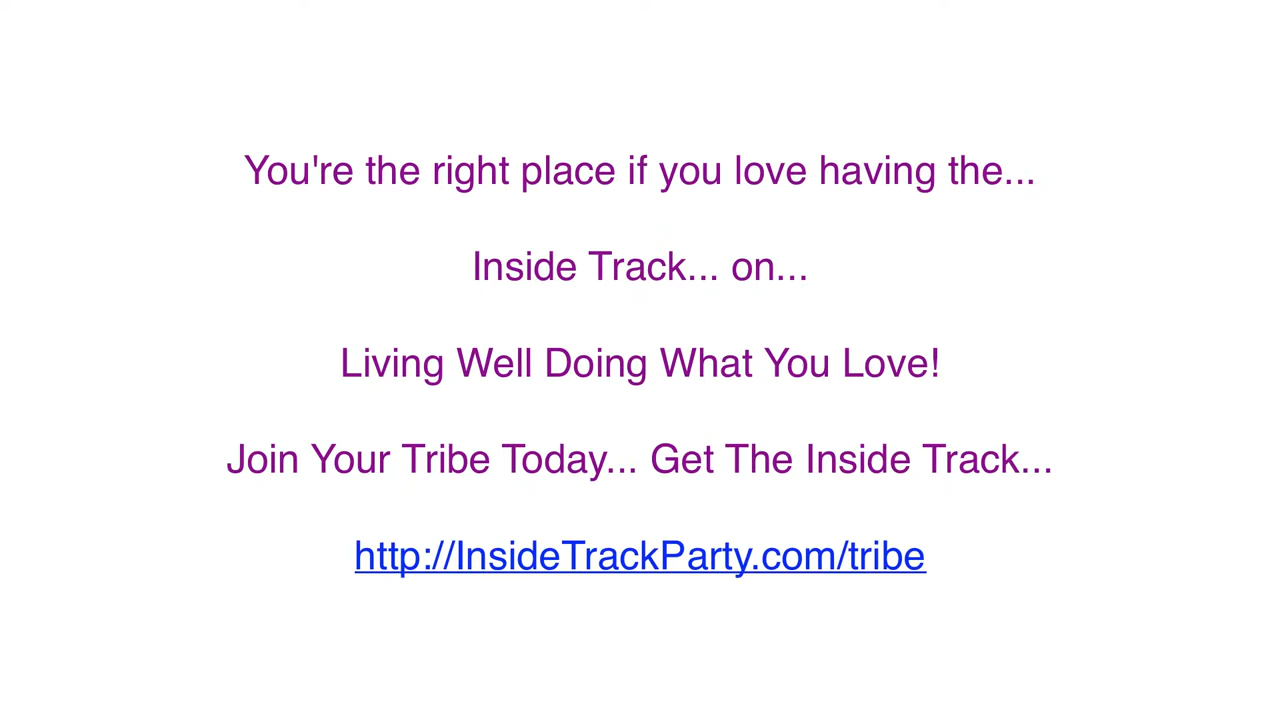 You're the right place if you love having the...
Inside Track... on...
Living Well Doing What You Love!
Join Your Tribe Today... Get The Inside Track...
http://InsideTrackParty.com/tribe